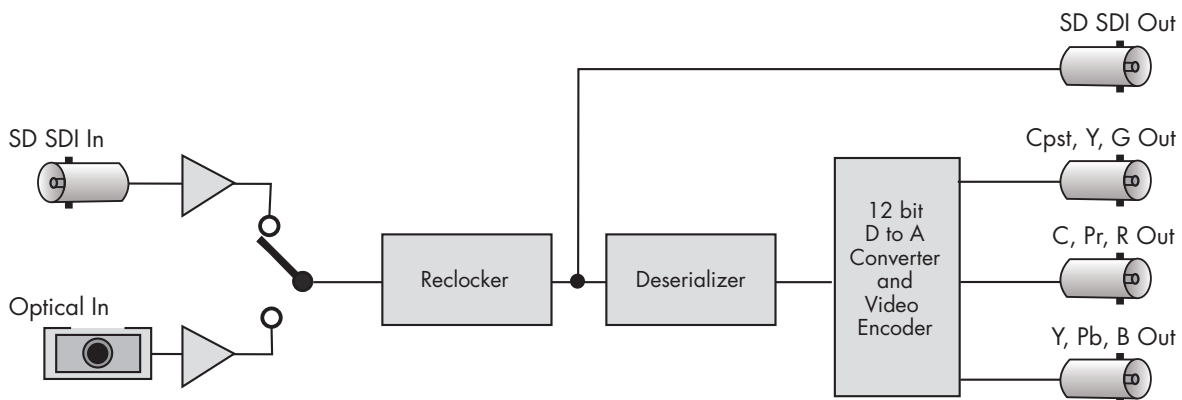 SD SDI Out
SD SDI In
Cpst, Y, G Out
12 bit
D to A
Converter
and
Video
Encoder
C, Pr, R Out
Reclocker
Deserializer
Optical In
Y, Pb, B Out